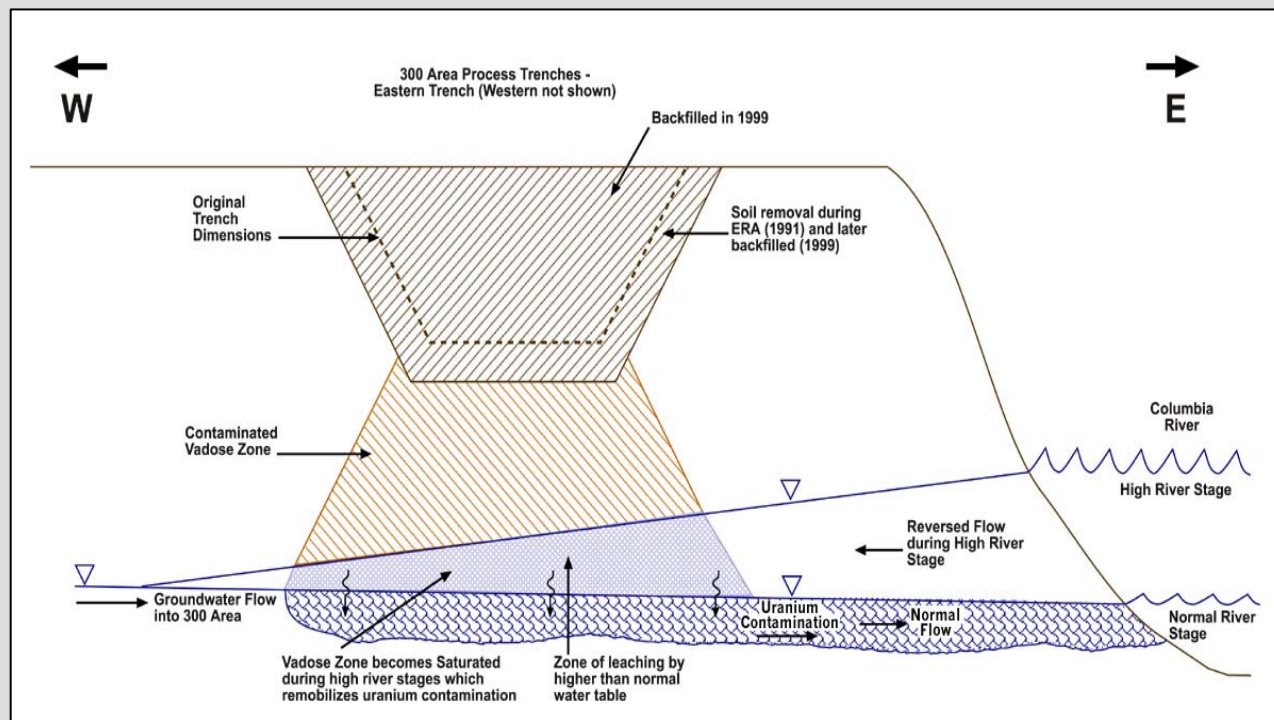 W
E
300 Area Process Trenches -
Eastern Trench (Western not shown)
Backfilled in 1999
Original
Trench
Dimensions
Soil removal during
ERA (1991) and later
backfilled (1999)
Contaminated
Vadose Zone
Columbia
River
High River Stage
Reversed Flow
during High River
Stage
Groundwater Flow
into 300 Area
Uranium
Contamination
Normal
Flow
Normal River
Stage
Vadose Zone becomes Saturated
during high river stages which
remobilizes uranium contamination
Zone of leaching by
higher than normal
water table